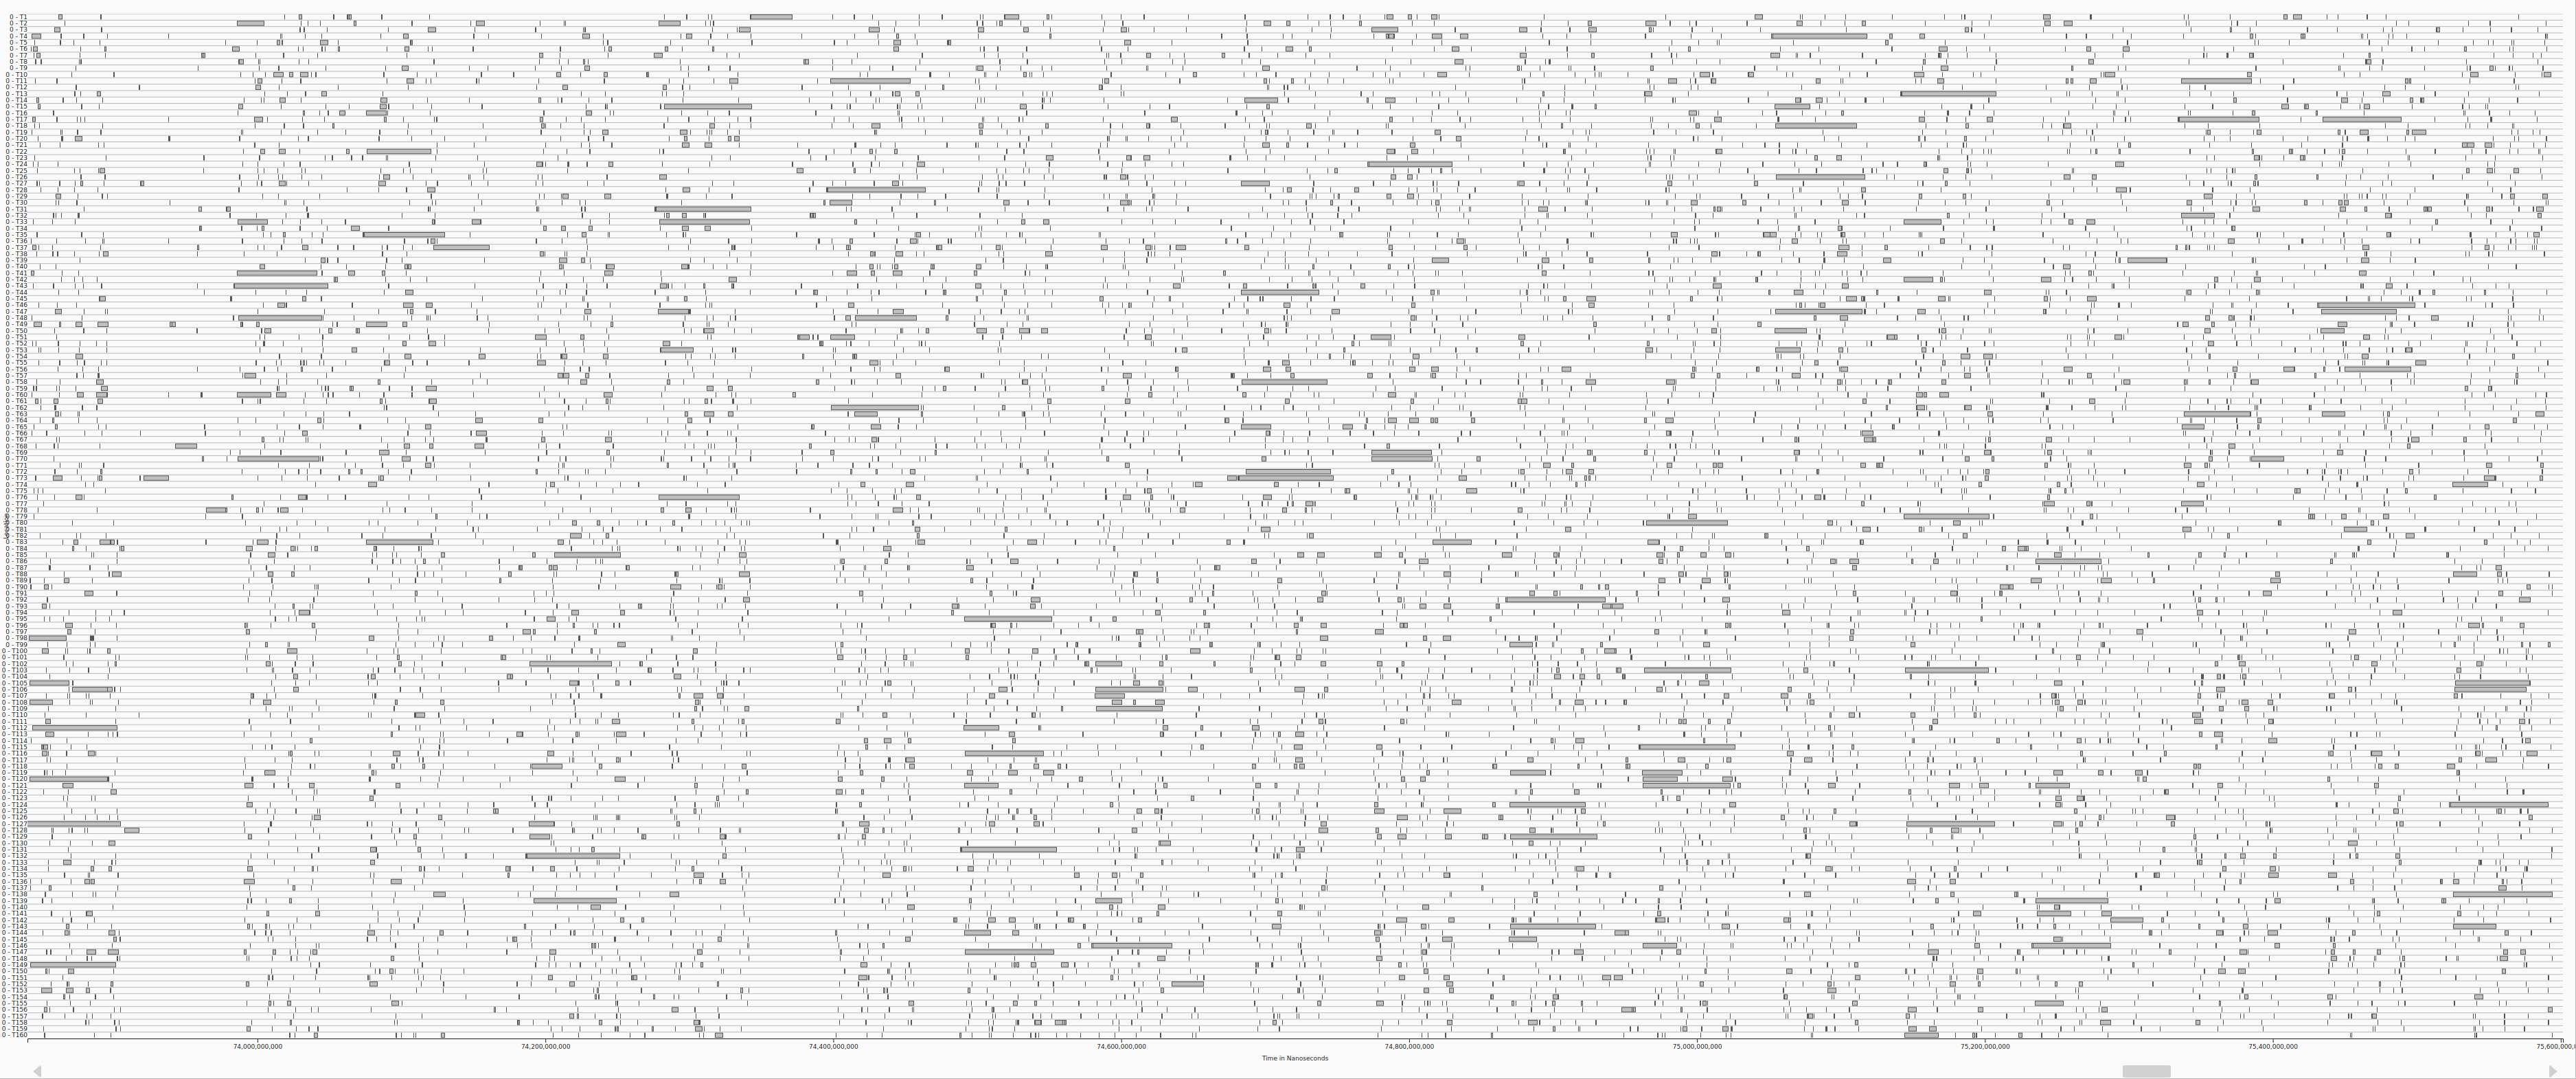 0 - T1
0 - T2
0 - T3
0 - T4
0 - T5
0 - T6
0 - T7
0 - T8
0 - T9
0 - T10
0 - T11
0 - T12
0 - T13
0 - T14
0 - T15
0 - T16
0 - T17
0 - T18
0 - T19
0 - T20
0 - T21
0 - T22
0 - T23
0 - T24
0 - T25
0 - T26
0 - T27
0 - T28
0 - T29
0 - T30
0 - T31
0 - T32
0 - T33
0 - T34
0 - T35
0 - T36
0 - T37
0 - T38
0 - T39
0 - T40
0 - T41
0 - T42
0 - T43
0 - T44
0 - T45
0 - T46
0 - T47
0 - T48
0 - T49
0 - T50
0 - T51
0 - T52
0 - T53
0 - T54
0 - T55
0 - T56
0 - T57
0 - T58
0 - T59
0 - T60
0 - T61
0 - T62
0 - T63
0 - T64
0 - T65
0 - T66
0 - T67
0 - T68
0 - T69
0 - T70
0 - T71
0 - T72
0 - T73
0 - T74
0 - T75
0 - T76
0 - T77
0 - T78
0 - T79
0 - T80
0 - T81
0 - T82
0 - T83
0 - T84
0 - T85
0 - T86
0 - T87
0 - T88
0 - T89
0 - T90
0 - T91
0 - T92
0 - T93
0 - T94
0 - T95
0 - T96
0 - T97
0 - T98
0 - T99
0 - T100
0 - T101
0 - T102
0 - T103
0 - T104
0 - T105
0 - T106
0 - T107
0 - T108
0 - T109
0 - T110
0 - T111
0 - T112
0 - T113
0 - T114
0 - T115
0 - T116
0 - T117
0 - T118
0 - T119
0 - T120
0 - T121
0 - T122
0 - T123
0 - T124
0 - T125
0 - T126
0 - T127
0 - T128
0 - T129
0 - T130
0 - T131
0 - T132
0 - T133
0 - T134
0 - T135
0 - T136
0 - T137
0 - T138
0 - T139
0 - T140
0 - T141
0 - T142
0 - T143
0 - T144
0 - T145
0 - T146
0 - T147
0 - T148
0 - T149
0 - T150
0 - T151
0 - T152
0 - T153
0 - T154
0 - T155
0 - T156
0 - T157
0 - T158
0 - T159
0 - T160
74,000,000,000 74,200,000,000 74,400,000,000 74,600,000,000 74,800,000,000 75,000,000,000 75,200,000,000 75,400,000,000 75,600,000,
Time in Nanoseconds